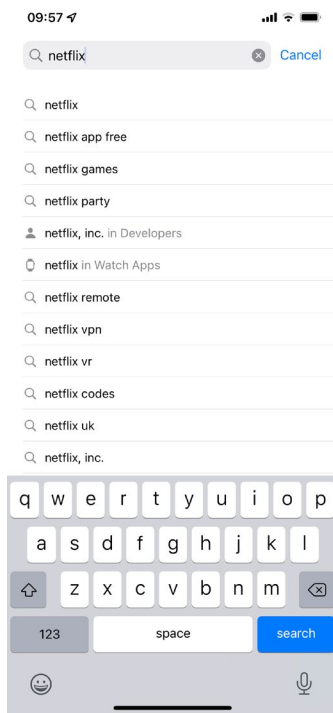 09:57
netflix
Cancel
netflix
netflix app free
netflix games
netflix party
netflix, inc. in Developers
netflix in Watch Apps
netflix remote
netflix vpn
netflix vr
netflix codes
netflix uk
netflix, inc.
q w e r t y u i o p
a s d f g h j k l
z x c v b n m
123 space search